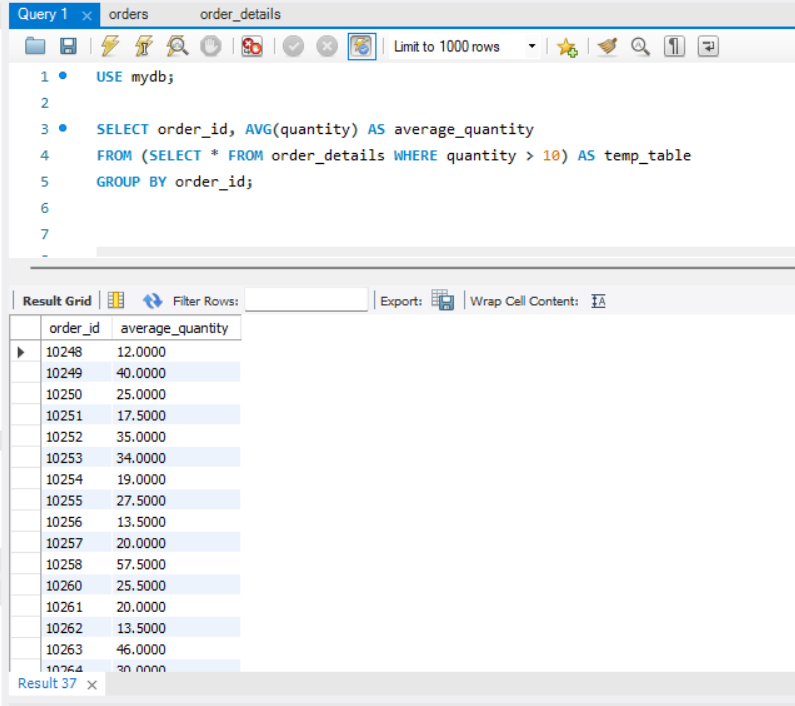 Query 1 × orders order_details
Limit to 1000 rows
1 USE mydb;
2
3 SELECT order_id, AVG(quantity) AS average_quantity
4 FROM (SELECT * FROM order_details WHERE quantity > 10) AS temp_table
5 GROUP BY order_id;
6
7
Result Grid Filter Rows: Export: Wrap Cell Content: IA
order_id average_quantity
10248 12.0000
10249 40.0000
10250 25.0000
10251 17.5000
10252 35.0000
10253 34.0000
10254 19.0000
10255 27.5000
10256 13.5000
10257 20.0000
10258 57.5000
10260 25.5000
10261 20.0000
10262 13.5000
10263 46.0000
10264 30.0000
Result 37 ×